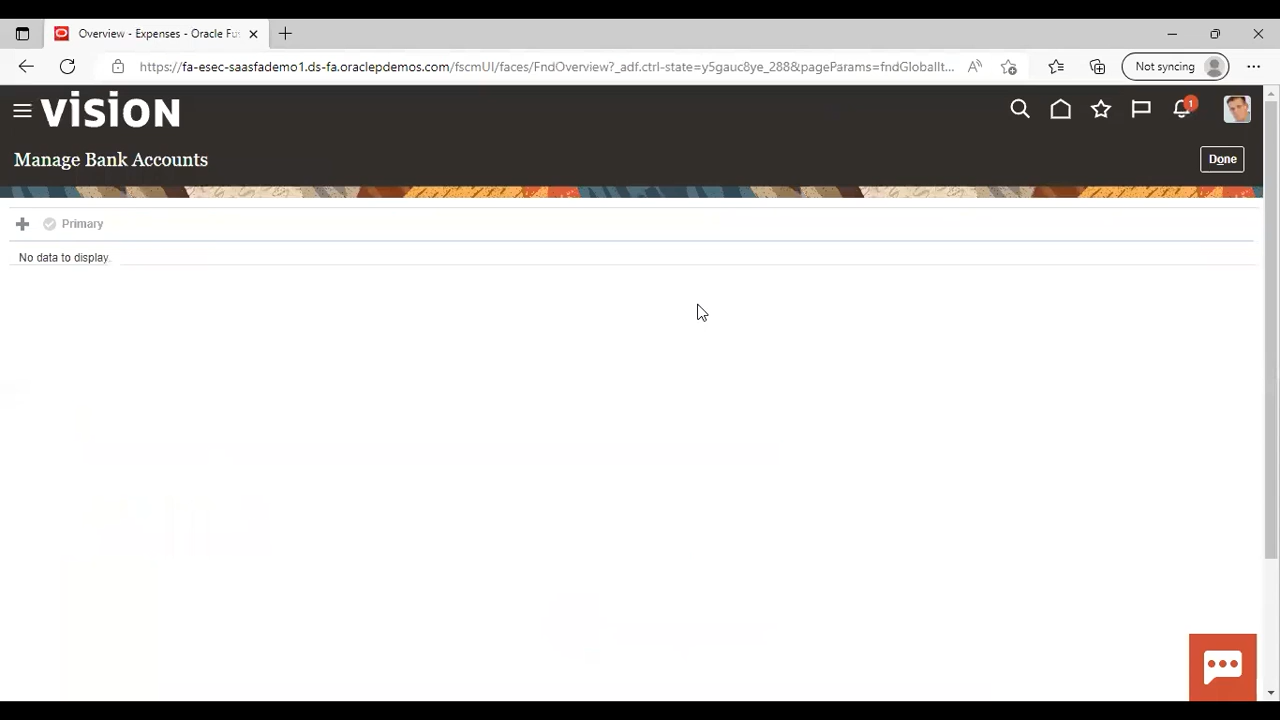 Overview - Expenses - Oracle Fu
https://fa-esec-saasfademo1.ds-fa.oraclepdemos.com/fscmUI/faces/FndOverview?_adf.ctrl-state=y5gauc8ye_288&pageParams=fndGlobalIt...
Not syncing
vision
1
Manage Bank Accounts
Done
Primary
No data to display.